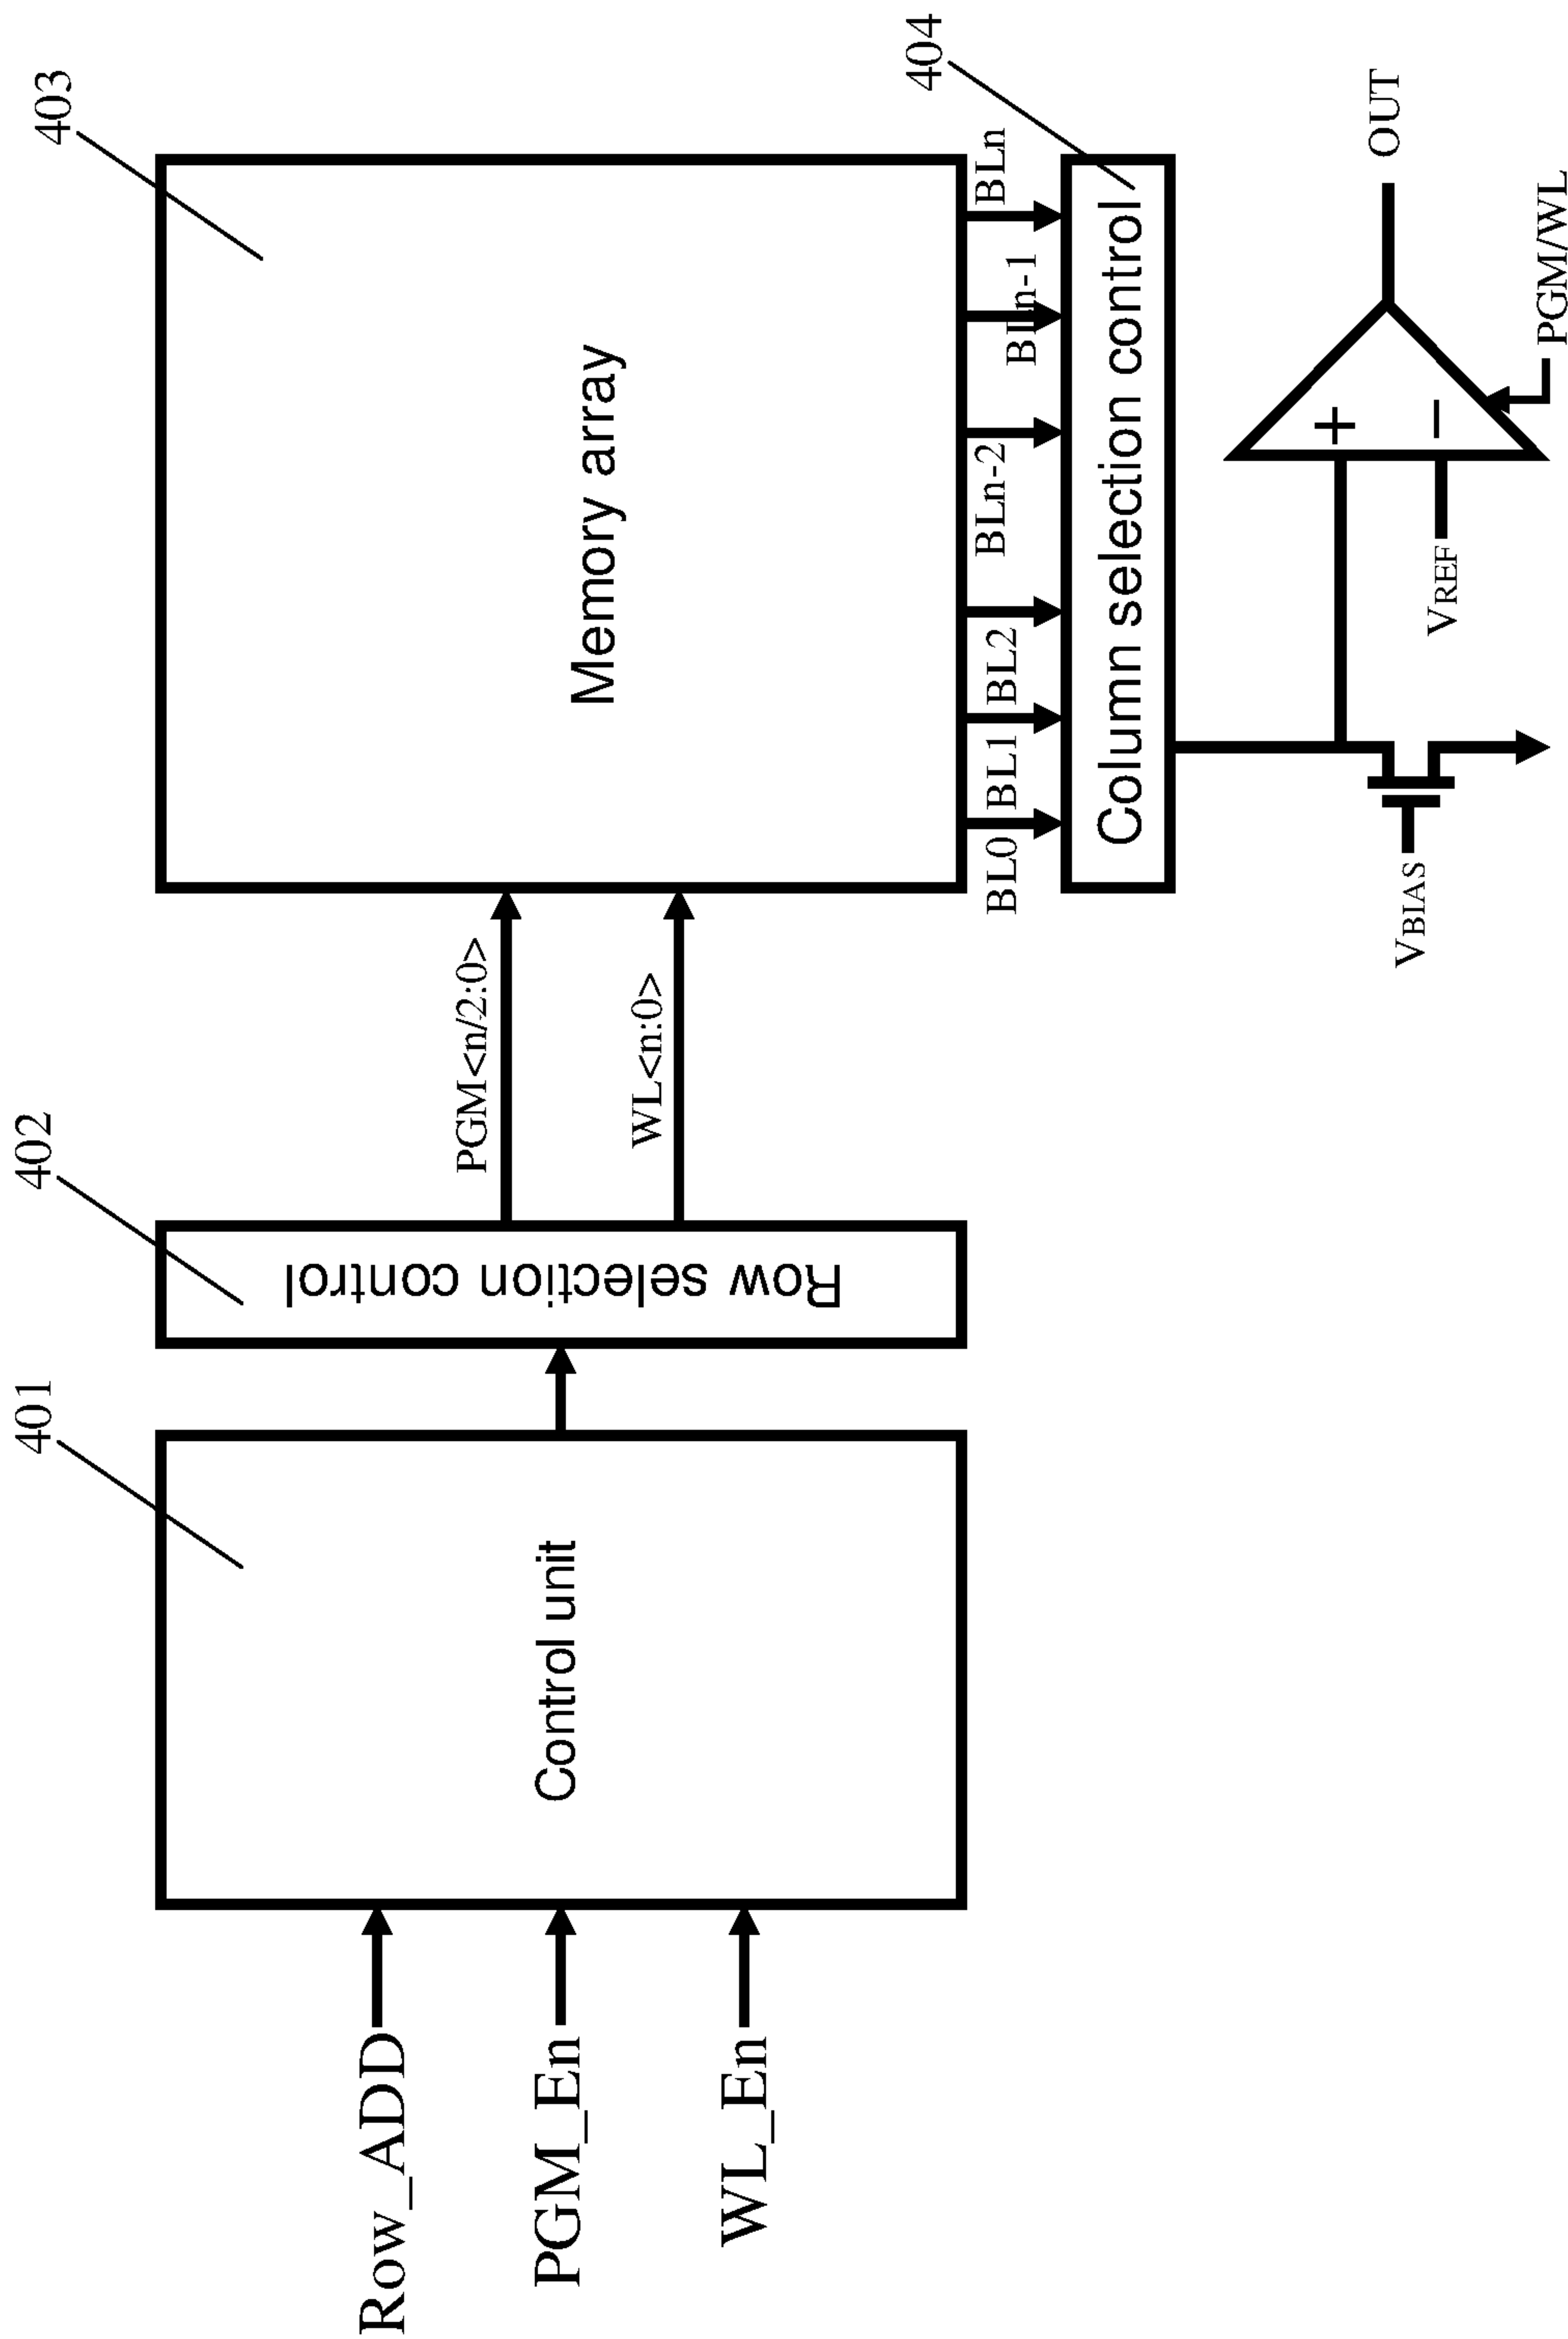 401
402
403
Row_ADD
PGM_En
WL_En
Control unit
Row selection control
PGM<n/2:0>
WL<n:0>
Memory array
BL0
BL1
BL2
BLn-2
BLn-1
BLn
404
Column selection control
VBIAS
VREF
+
−
OUT
PGM/WL